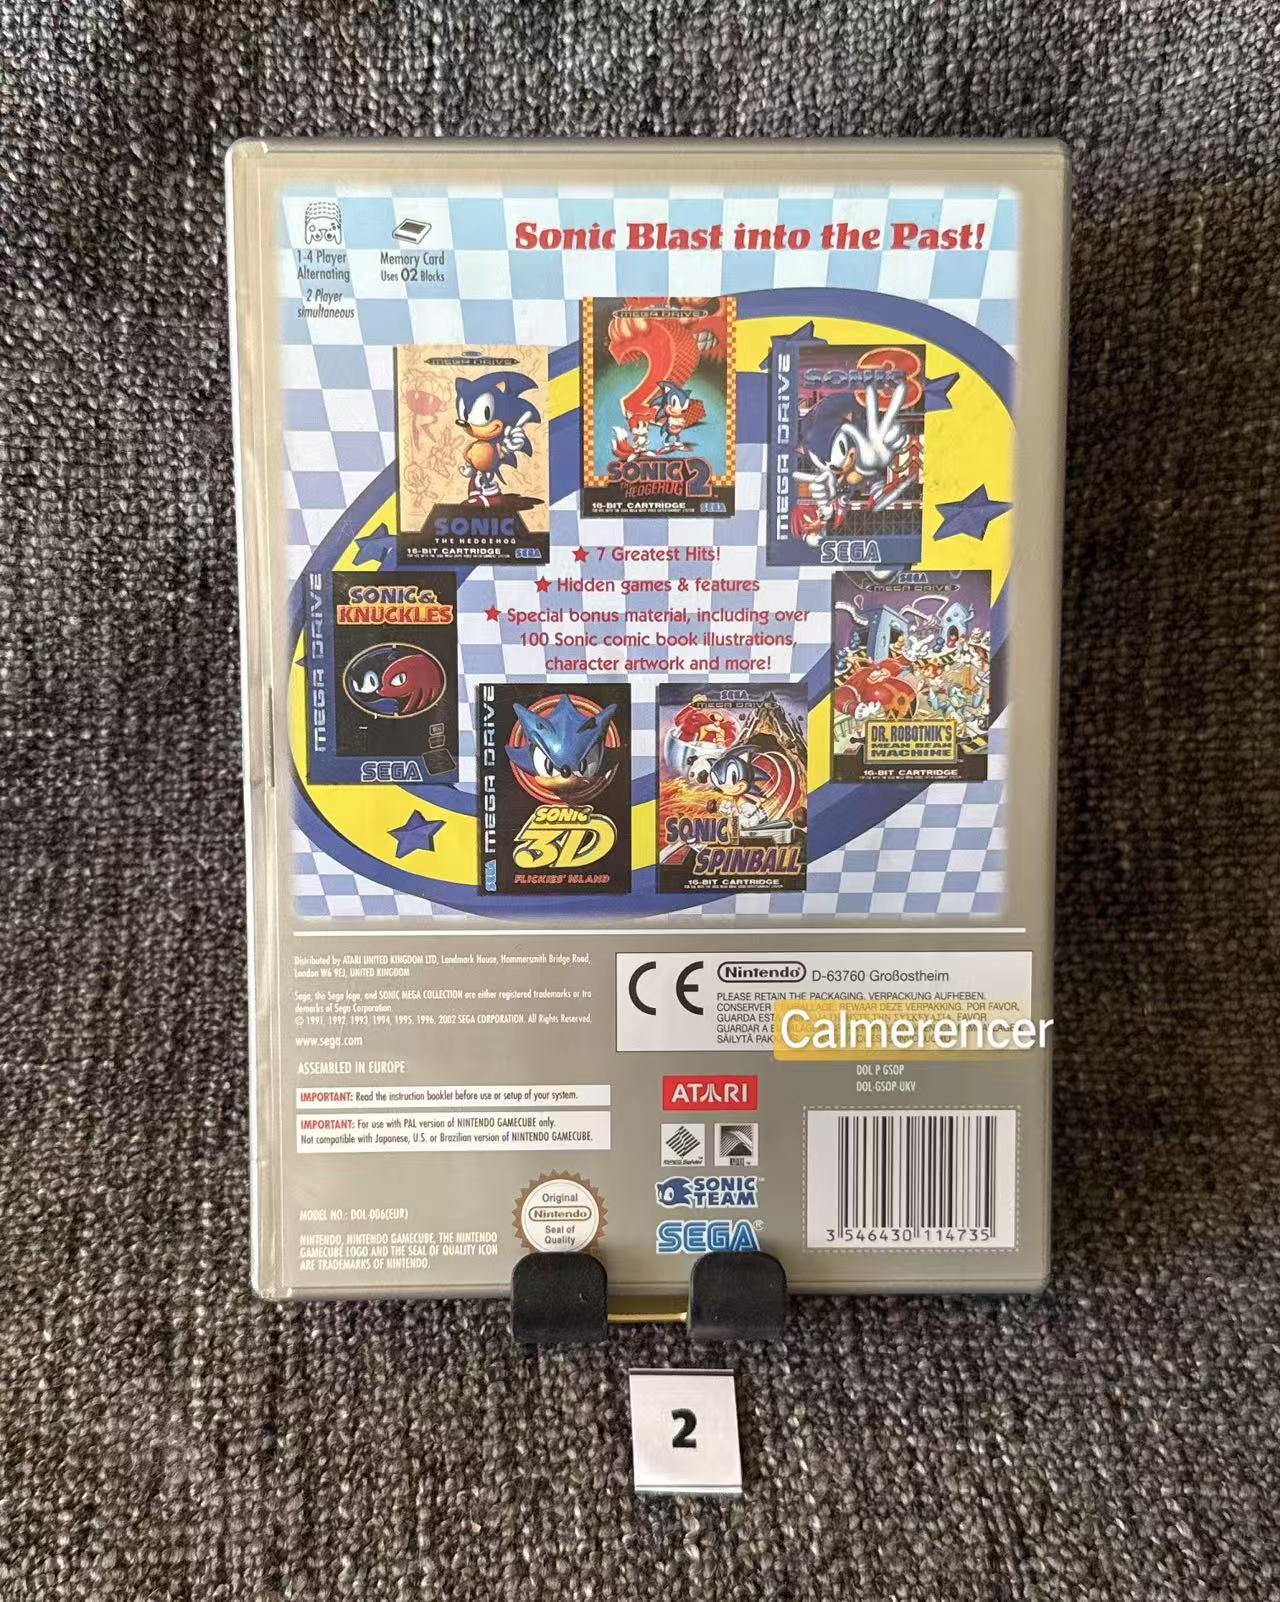 Sonic Blast into the Past!
1-4 Player
Alternating
2 Player
simultaneous
Memory Card
Uses 02 Blocks
MEGA DRIVE
SONIC
THE HEDGEHOG
16-BIT CARTRIDGE
SEGA
MEGA DRIVE
2
SONIC
THE HEDGEHOG 2
16-BIT CARTRIDGE
SEGA
MEGA DRIVE
SONIC 3
SEGA
★ 7 Greatest Hits!
★ Hidden games & features
★ Special bonus material, including over
100 Sonic comic book illustrations,
character artwork and more!
MEGA DRIVE
SONIC &
KNUCKLES
SEGA
SEGA
MEGA DRIVE
DR. ROBOTNIK'S
MEAN BEAN
MACHINE
16-BIT CARTRIDGE
SEGA MEGA DRIVE
SONIC
3D
FLICKIES' ISLAND
SEGA
MEGA DRIVE
SONIC
SPINBALL
16-BIT CARTRIDGE
Distributed by ATARI UNITED KINGDOM LTD, Landmark House, Hammersmith Bridge Road,
London W6 9EJ, UNITED KINGDOM
Sega, the Sega logo, and SONIC MEGA COLLECTION are either registered trademarks or tra
demarks of Sega Corporation.
© 1991, 1992, 1993, 1994, 1995, 1996, 2002 SEGA CORPORATION. All Rights Reserved.
www.sega.com
ASSEMBLED IN EUROPE
IMPORTANT: Read the instruction booklet before use or setup of your system.
IMPORTANT: For use with PAL version of NINTENDO GAMECUBE only.
Not compatible with Japanese, U.S. or Brazilian version of NINTENDO GAMECUBE.
MODEL NO.: DOL-006(EUR)
NINTENDO, NINTENDO GAMECUBE, THE NINTENDO
GAMECUBE LOGO AND THE SEAL OF QUALITY ICON
ARE TRADEMARKS OF NINTENDO.
Original
Nintendo
Seal of
Quality
CE
Nintendo D-63760 Großostheim
PLEASE RETAIN THE PACKAGING. VERPACKUNG AUFHEBEN.
CONSERVER BEWAAR DEZE VERPAKKING. POR FAVOR,
GUARDA FAVOR
GUARDAR A
SÄILYTÄ
Calmerencer
DOL P GSOP
DOL-GSOP-UKV
ATARI
SONIC
TEAM
SEGA®
3 546430 114735
2